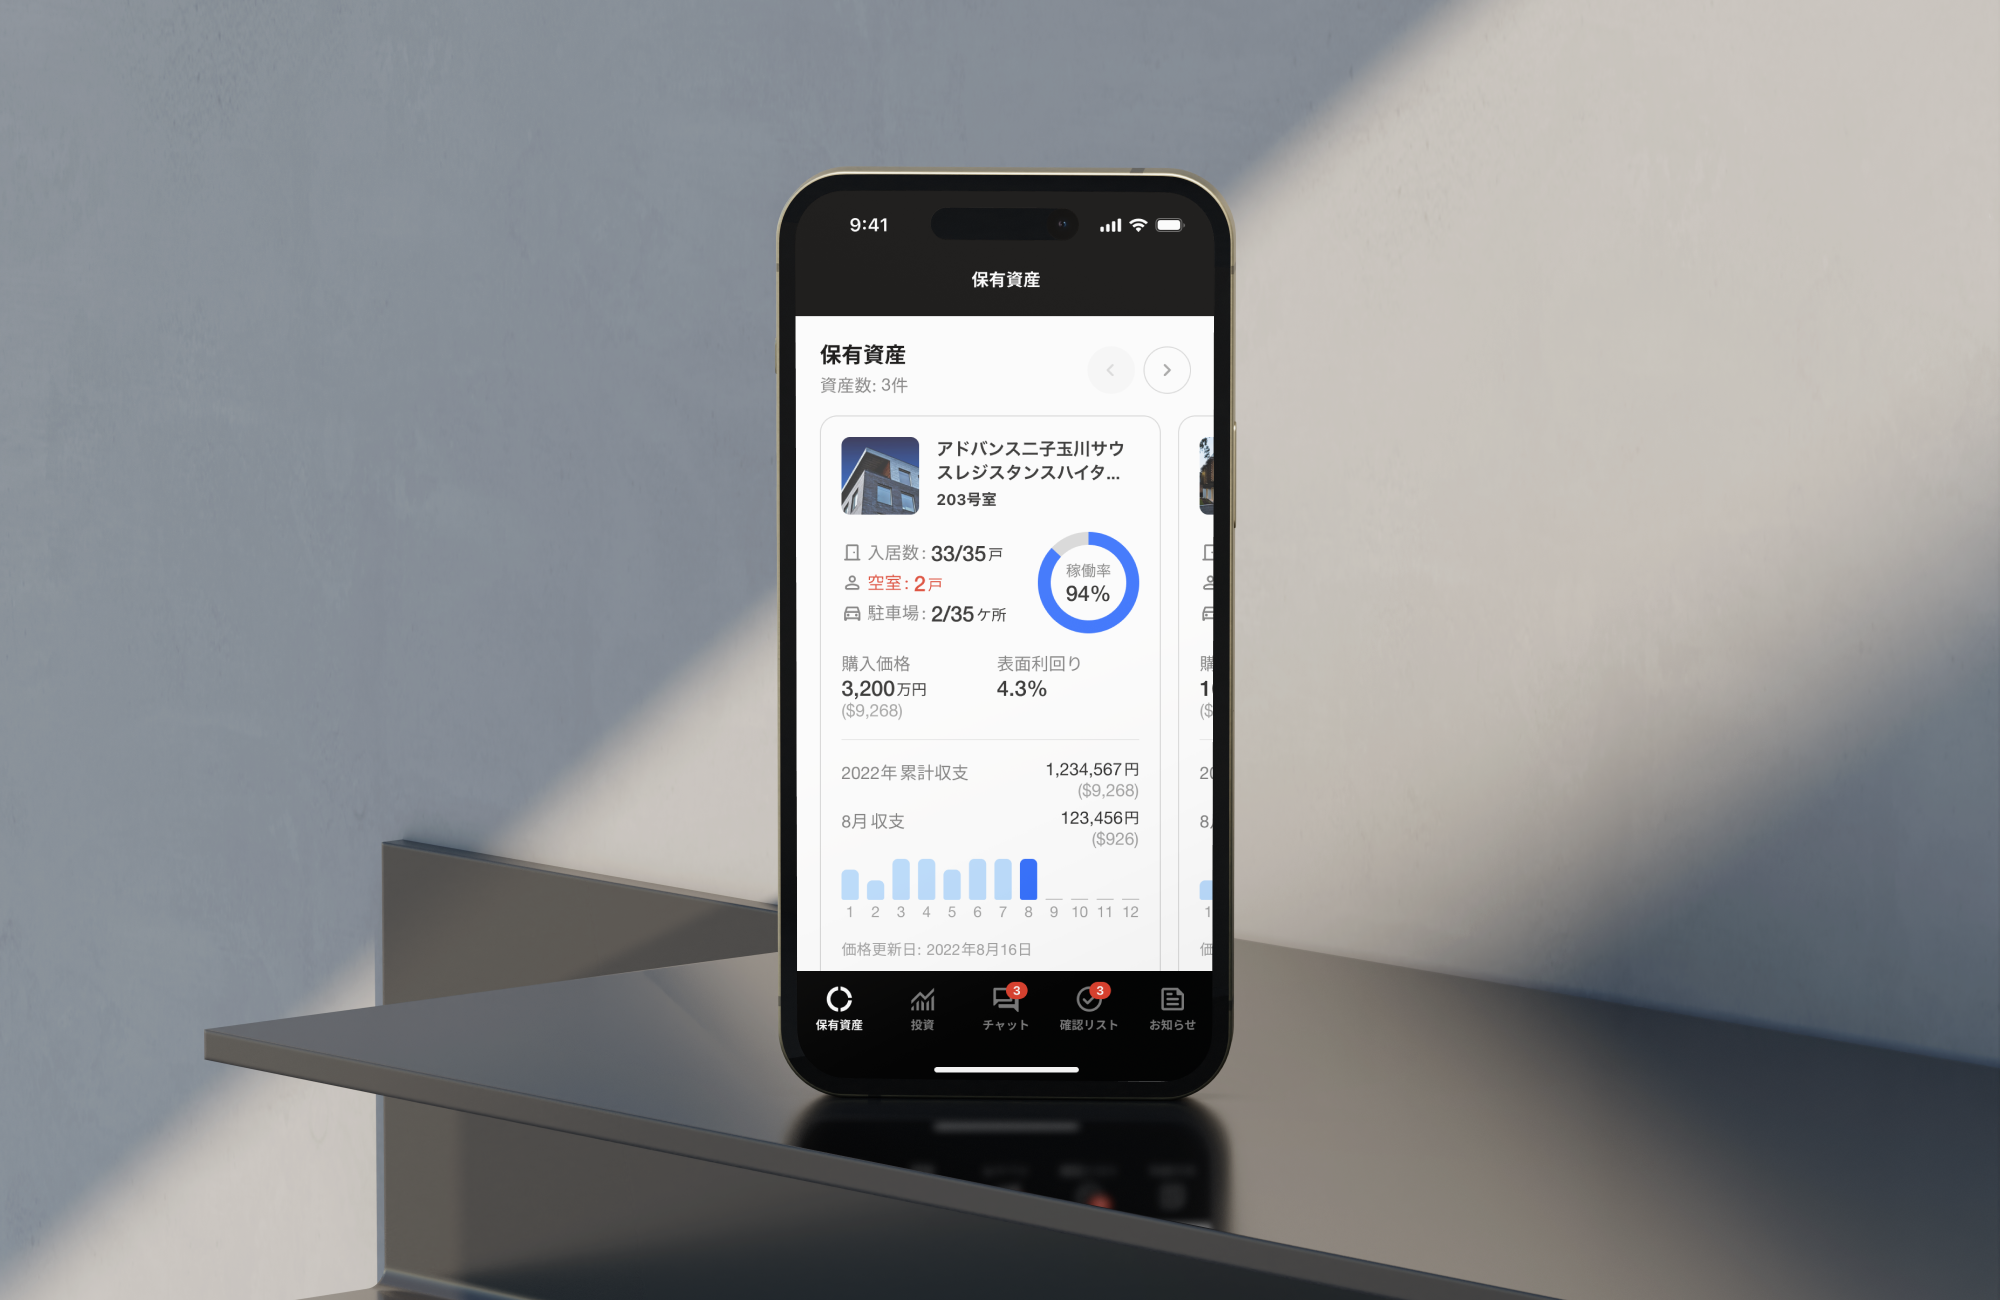 9:41
保有資産
保有資産
資産数: 3件
アドバンス二子玉川サウ
スレジスタンスハイタ...
203号室
入居数: 33/35戸
空室: 2戸
駐車場: 2/35ケ所
稼働率
94%
購入価格
3,200万円
($9,268)
表面利回り
4.3%
2022年累計収支
1,234,567円
($9,268)
8月収支
123,456円
($926)
1 2 3 4 5 6 7 8 9 10 11 12
価格更新日: 2022年8月16日
購
1
($
20
8
1
価
3
3
保有資産
投資
チャット
確認リスト
お知らせ